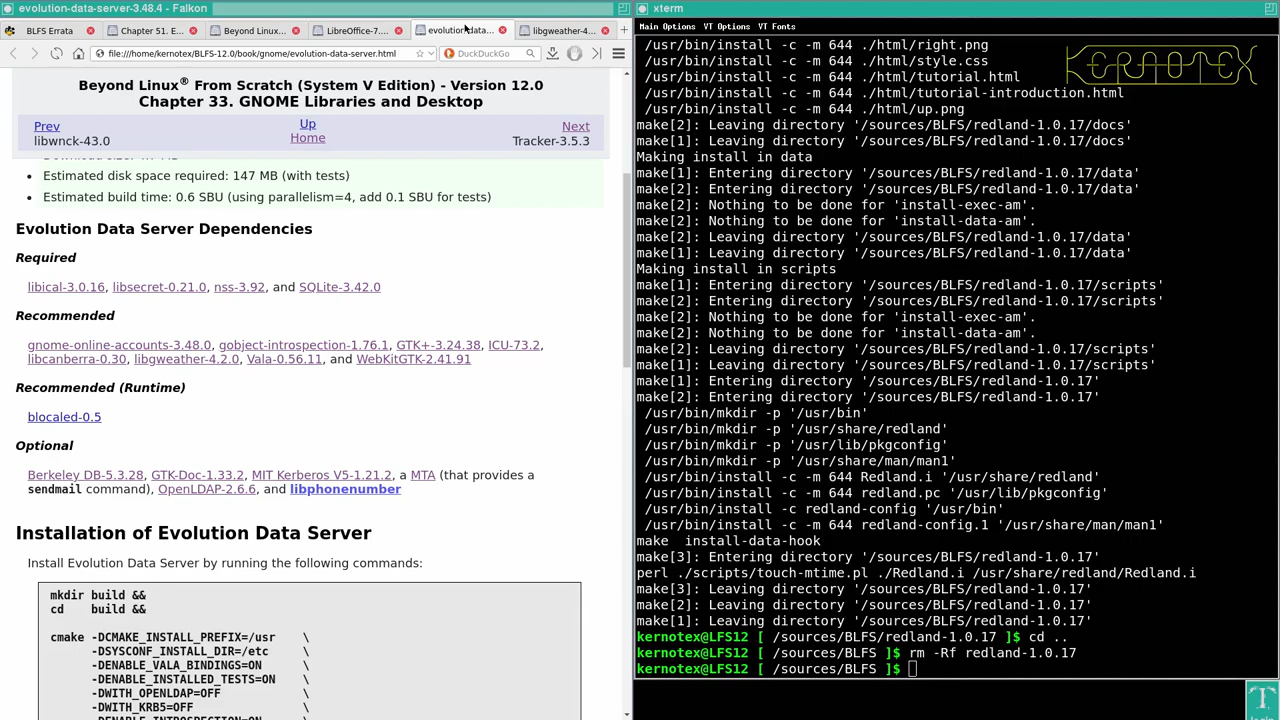 evolution-data-server-3.48.4 - Falkon
BLFS Errata
Chapter 51. E...
Beyond Linux...
LibreOffice-7....
evolution-data...
libgweather-4...
file:///home/kernotex/BLFS-12.0/book/gnome/evolution-data-server.html
DuckDuckGo
Beyond Linux® From Scratch (System V Edition) - Version 12.0
Chapter 33. GNOME Libraries and Desktop
Prev
Up
Next
libwnck-43.0
Home
Tracker-3.5.3
• Estimated disk space required: 147 MB (with tests)
• Estimated build time: 0.6 SBU (using parallelism=4, add 0.1 SBU for tests)
Evolution Data Server Dependencies
Required
libical-3.0.16, libsecret-0.21.0, nss-3.92, and SQLite-3.42.0
Recommended
gnome-online-accounts-3.48.0, gobject-introspection-1.76.1, GTK+-3.24.38, ICU-73.2,
libcanberra-0.30, libgweather-4.2.0, Vala-0.56.11, and WebKitGTK-2.41.91
Recommended (Runtime)
blocaled-0.5
Optional
Berkeley DB-5.3.28, GTK-Doc-1.33.2, MIT Kerberos V5-1.21.2, a MTA (that provides a
sendmail command), OpenLDAP-2.6.6, and libphonenumber
Installation of Evolution Data Server
Install Evolution Data Server by running the following commands:
mkdir build &&
cd    build &&
cmake -DCMAKE_INSTALL_PREFIX=/usr    \
-DSYSCONF_INSTALL_DIR=/etc     \
-DENABLE_VALA_BINDINGS=ON      \
-DENABLE_INSTALLED_TESTS=ON    \
-DWITH_OPENLDAP=OFF            \
-DWITH_KRB5=OFF                \
-DENABLE_INTROSPECTION=ON      \
xterm
Main Options  VT Options  VT Fonts
KERNOTEX
/usr/bin/install -c -m 644 ./html/right.png
/usr/bin/install -c -m 644 ./html/style.css
/usr/bin/install -c -m 644 ./html/tutorial.html
/usr/bin/install -c -m 644 ./html/tutorial-introduction.html
/usr/bin/install -c -m 644 ./html/up.png
make[2]: Leaving directory '/sources/BLFS/redland-1.0.17/docs'
make[1]: Leaving directory '/sources/BLFS/redland-1.0.17/docs'
Making install in data
make[1]: Entering directory '/sources/BLFS/redland-1.0.17/data'
make[2]: Entering directory '/sources/BLFS/redland-1.0.17/data'
make[2]: Nothing to be done for 'install-exec-am'.
make[2]: Nothing to be done for 'install-data-am'.
make[2]: Leaving directory '/sources/BLFS/redland-1.0.17/data'
make[1]: Leaving directory '/sources/BLFS/redland-1.0.17/data'
Making install in scripts
make[1]: Entering directory '/sources/BLFS/redland-1.0.17/scripts'
make[2]: Entering directory '/sources/BLFS/redland-1.0.17/scripts'
make[2]: Nothing to be done for 'install-exec-am'.
make[2]: Nothing to be done for 'install-data-am'.
make[2]: Leaving directory '/sources/BLFS/redland-1.0.17/scripts'
make[1]: Leaving directory '/sources/BLFS/redland-1.0.17/scripts'
make[1]: Entering directory '/sources/BLFS/redland-1.0.17'
make[2]: Entering directory '/sources/BLFS/redland-1.0.17'
/usr/bin/mkdir -p '/usr/bin'
/usr/bin/mkdir -p '/usr/share/redland'
/usr/bin/mkdir -p '/usr/lib/pkgconfig'
/usr/bin/mkdir -p '/usr/share/man/man1'
/usr/bin/install -c -m 644 Redland.i '/usr/share/redland'
/usr/bin/install -c -m 644 redland.pc '/usr/lib/pkgconfig'
/usr/bin/install -c redland-config '/usr/bin'
/usr/bin/install -c -m 644 redland-config.1 '/usr/share/man/man1'
make  install-data-hook
make[3]: Entering directory '/sources/BLFS/redland-1.0.17'
perl ./scripts/touch-mtime.pl ./Redland.i /usr/share/redland/Redland.i
make[3]: Leaving directory '/sources/BLFS/redland-1.0.17'
make[2]: Leaving directory '/sources/BLFS/redland-1.0.17'
make[1]: Leaving directory '/sources/BLFS/redland-1.0.17'
kernotex@LFS12 [ /sources/BLFS/redland-1.0.17 ]$ cd ..
kernotex@LFS12 [ /sources/BLFS ]$ rm -Rf redland-1.0.17
kernotex@LFS12 [ /sources/BLFS ]$